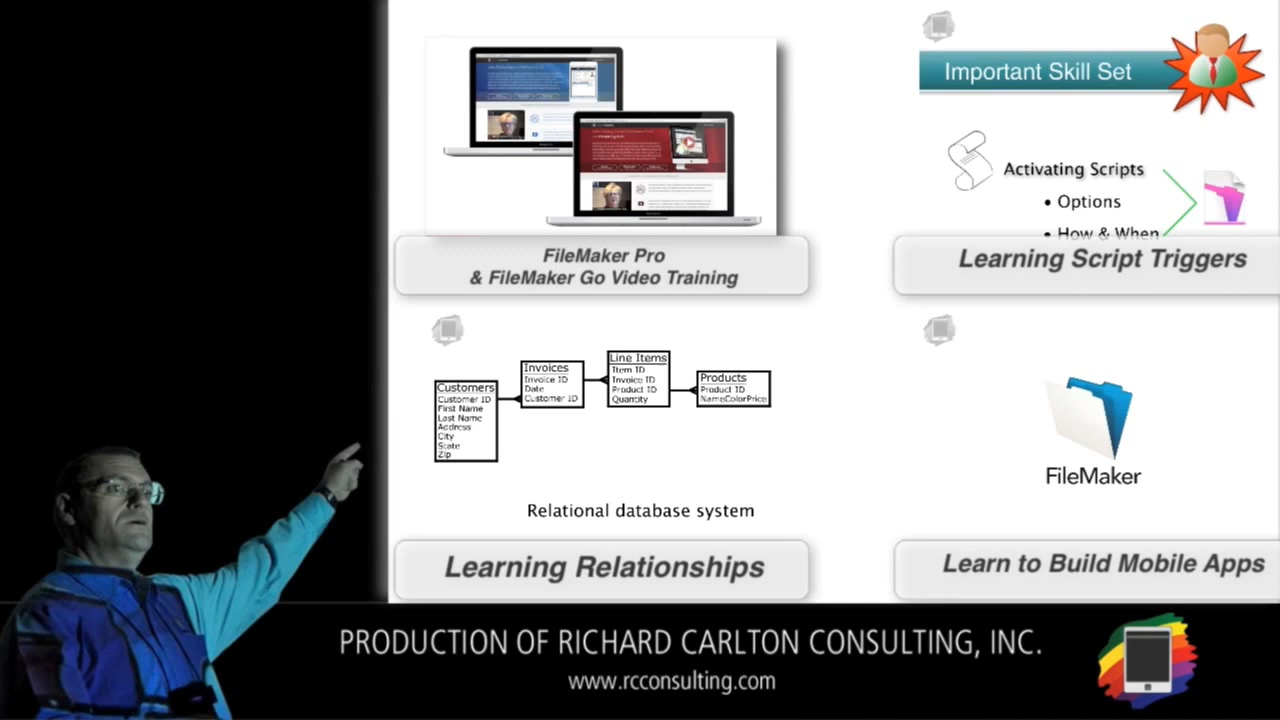 FileMaker Pro
& FileMaker Go Video Training
Important Skill Set
Activating Scripts
• Options
• How & When
Learning Script Triggers
Customers
Customer ID
First Name
Last Name
Address
City
State
Zip
Invoices
Invoice ID
Date
Customer ID
Line Items
Item ID
Invoice ID
Product ID
Quantity
Products
Product ID
NameColorPrice
Relational database system
Learning Relationships
FileMaker
Learn to Build Mobile Apps
PRODUCTION OF RICHARD CARLTON CONSULTING, INC.
www.rcconsulting.com